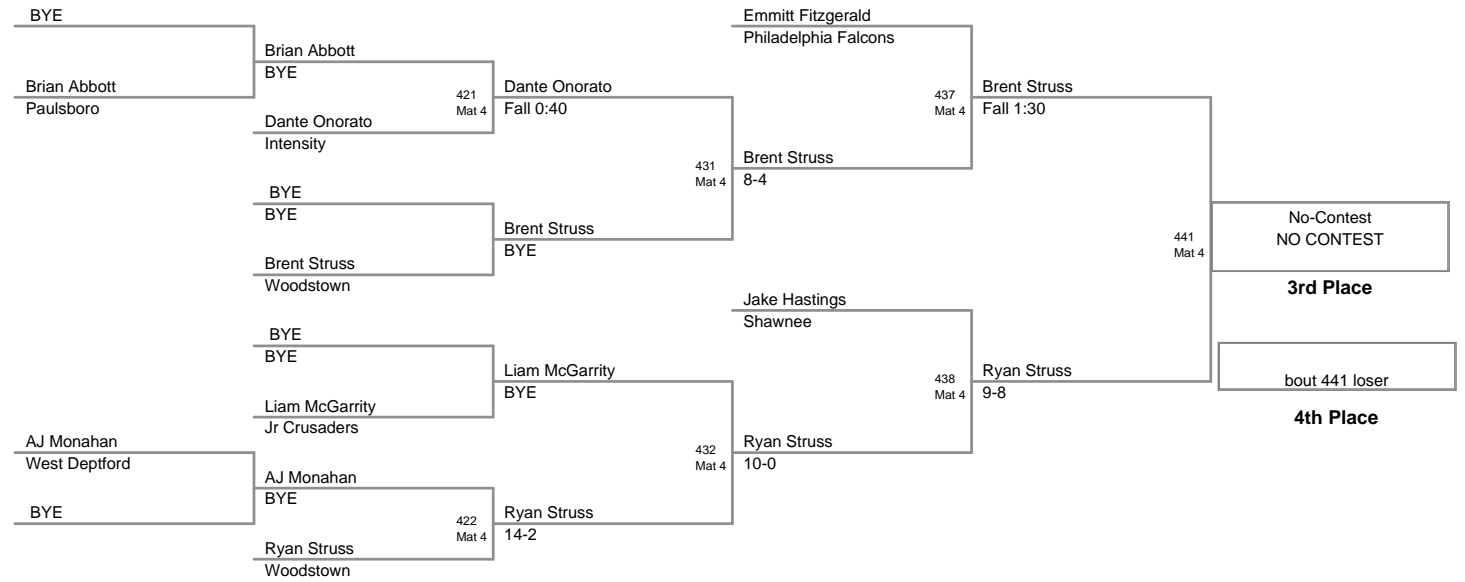 BYE
Brian Abbott
Paulsboro
Brian Abbott
BYE
Dante Onorato
Intensity
421
Mat 4
Dante Onorato
Fall 0:40
BYE
BYE
Brent Struss
Woodstown
Brent Struss
BYE
431
Mat 4
Brent Struss
8-4
Emmitt Fitzgerald
Philadelphia Falcons
437
Mat 4
Brent Struss
Fall 1:30
BYE
BYE
Liam McGarrity
Jr Crusaders
Liam McGarrity
BYE
AJ Monahan
West Deptford
BYE
AJ Monahan
BYE
Ryan Struss
Woodstown
422
Mat 4
Ryan Struss
14-2
432
Mat 4
Ryan Struss
10-0
Jake Hastings
Shawnee
438
Mat 4
Ryan Struss
9-8
441
Mat 4
No-Contest
NO CONTEST
3rd Place
bout 441 loser
4th Place